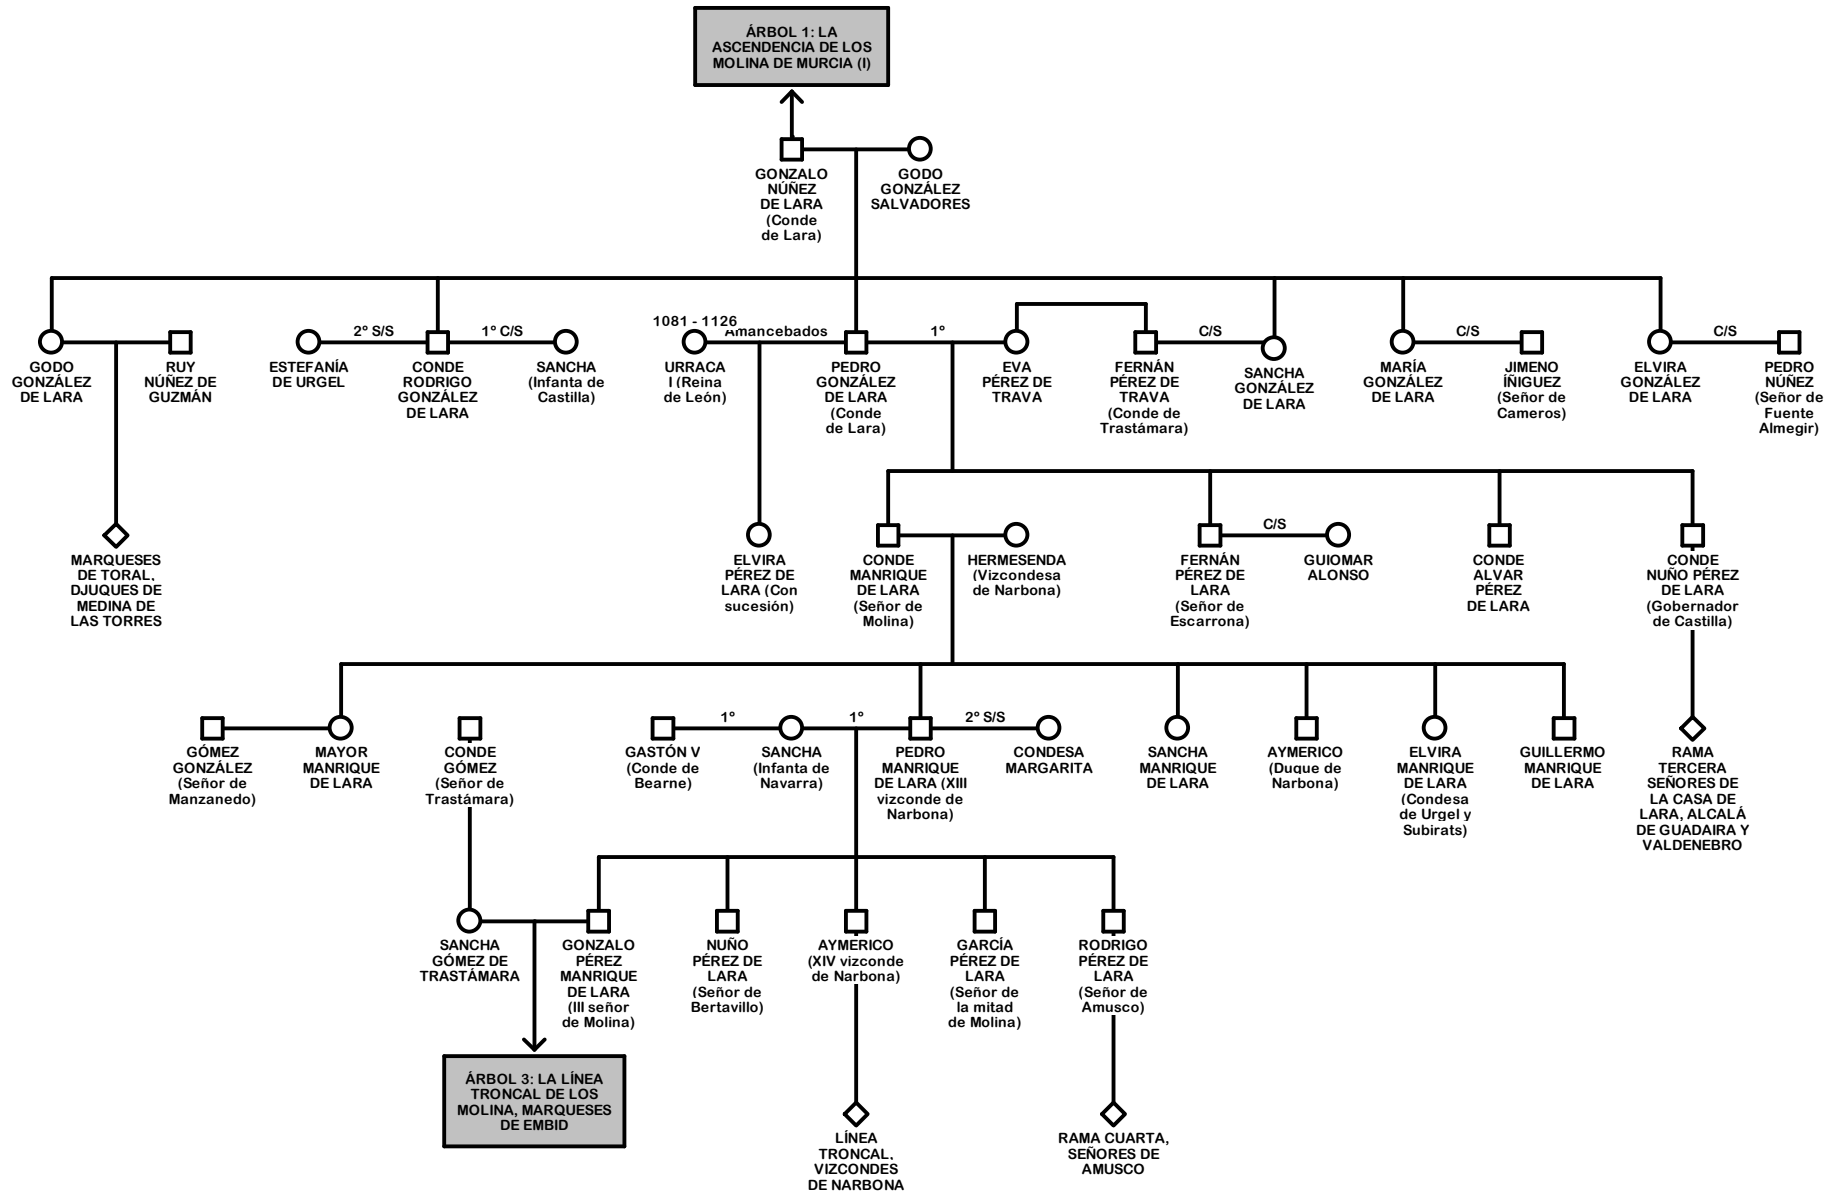 ÁRBOL 1: LA
ASCENDENCIA DE LOS
MOLINA DE MURCIA (I)
GONZALO
NÚÑEZ
DE LARA
(Conde
de Lara)
GODO
GONZÁLEZ
SALVADORES
GODO
GONZÁLEZ
DE LARA
RUY
NÚÑEZ DE
GUZMÁN
ESTEFANÍA
DE URGEL
2º S/S
CONDE
RODRIGO
GONZÁLEZ
DE LARA
1º C/S
SANCHA
(Infanta de
Castilla)
1081 - 1126
URRACA
I (Reina
de León)
Amancebados
PEDRO
GONZÁLEZ
DE LARA
(Conde
de Lara)
1º
EVA
PÉREZ DE
TRAVA
FERNÁN
PÉREZ DE
TRAVA
(Conde de
Trastámara)
C/S
SANCHA
GONZÁLEZ
DE LARA
MARÍA
GONZÁLEZ
DE LARA
C/S
JIMENO
ÍÑIGUEZ
(Señor de
Cameros)
ELVIRA
GONZÁLEZ
DE LARA
C/S
PEDRO
NÚÑEZ
(Señor de
Fuente
Almegir)
MARQUESES
DE TORAL,
DJUQUES DE
MEDINA DE
LAS TORRES
ELVIRA
PÉREZ DE
LARA (Con
sucesión)
CONDE
MANRIQUE
DE LARA
(Señor de
Molina)
HERMESENDA
(Vizcondesa
de Narbona)
FERNÁN
PÉREZ DE
LARA
(Señor de
Escarrona)
C/S
GUIOMAR
ALONSO
CONDE
ALVAR
PÉREZ
DE LARA
CONDE
NUÑO PÉREZ
DE LARA
(Gobernador
de Castilla)
GÓMEZ
GONZÁLEZ
(Señor de
Manzanedo)
MAYOR
MANRIQUE
DE LARA
CONDE
GÓMEZ
(Señor de
Trastámara)
GASTÓN V
(Conde de
Bearne)
1º
SANCHA
(Infanta de
Navarra)
1º
PEDRO
MANRIQUE
DE LARA (XIII
vizconde de
Narbona)
2º S/S
CONDESA
MARGARITA
SANCHA
MANRIQUE
DE LARA
AYMERICO
(Duque de
Narbona)
ELVIRA
MANRIQUE
DE LARA
(Condesa
de Urgel y
Subirats)
GUILLERMO
MANRIQUE
DE LARA
RAMA
TERCERA
SEÑORES DE
LA CASA DE
LARA, ALCALÁ
DE GUADAIRA Y
VALDENEBRO
SANCHA
GÓMEZ DE
TRASTÁMARA
GONZALO
PÉREZ
MANRIQUE
DE LARA
(III señor
de Molina)
NUÑO
PÉREZ DE
LARA
(Señor de
Bertavillo)
AYMERICO
(XIV vizconde
de Narbona)
GARCÍA
PÉREZ DE
LARA
(Señor de
la mitad
de Molina)
RODRIGO
PÉREZ DE
LARA
(Señor de
Amusco)
ÁRBOL 3: LA LÍNEA
TRONCAL DE LOS
MOLINA, MARQUESES
DE EMBID
LÍNEA
TRONCAL,
VIZCONDES
DE NARBONA
RAMA CUARTA,
SEÑORES DE
AMUSCO